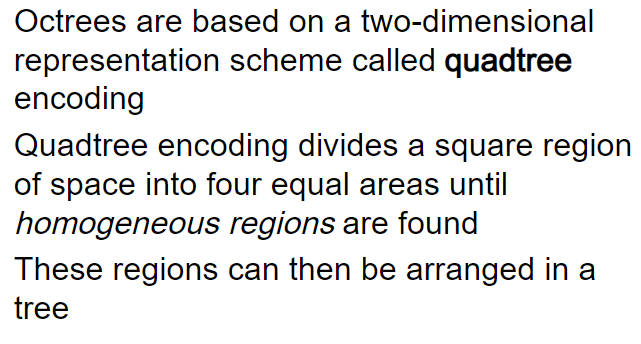 Octrees are based on a two-dimensional
representation scheme called quadtree
encoding
Quadtree encoding divides a square region
of space into four equal areas until
homogeneous regions are found
These regions can then be arranged in a
tree